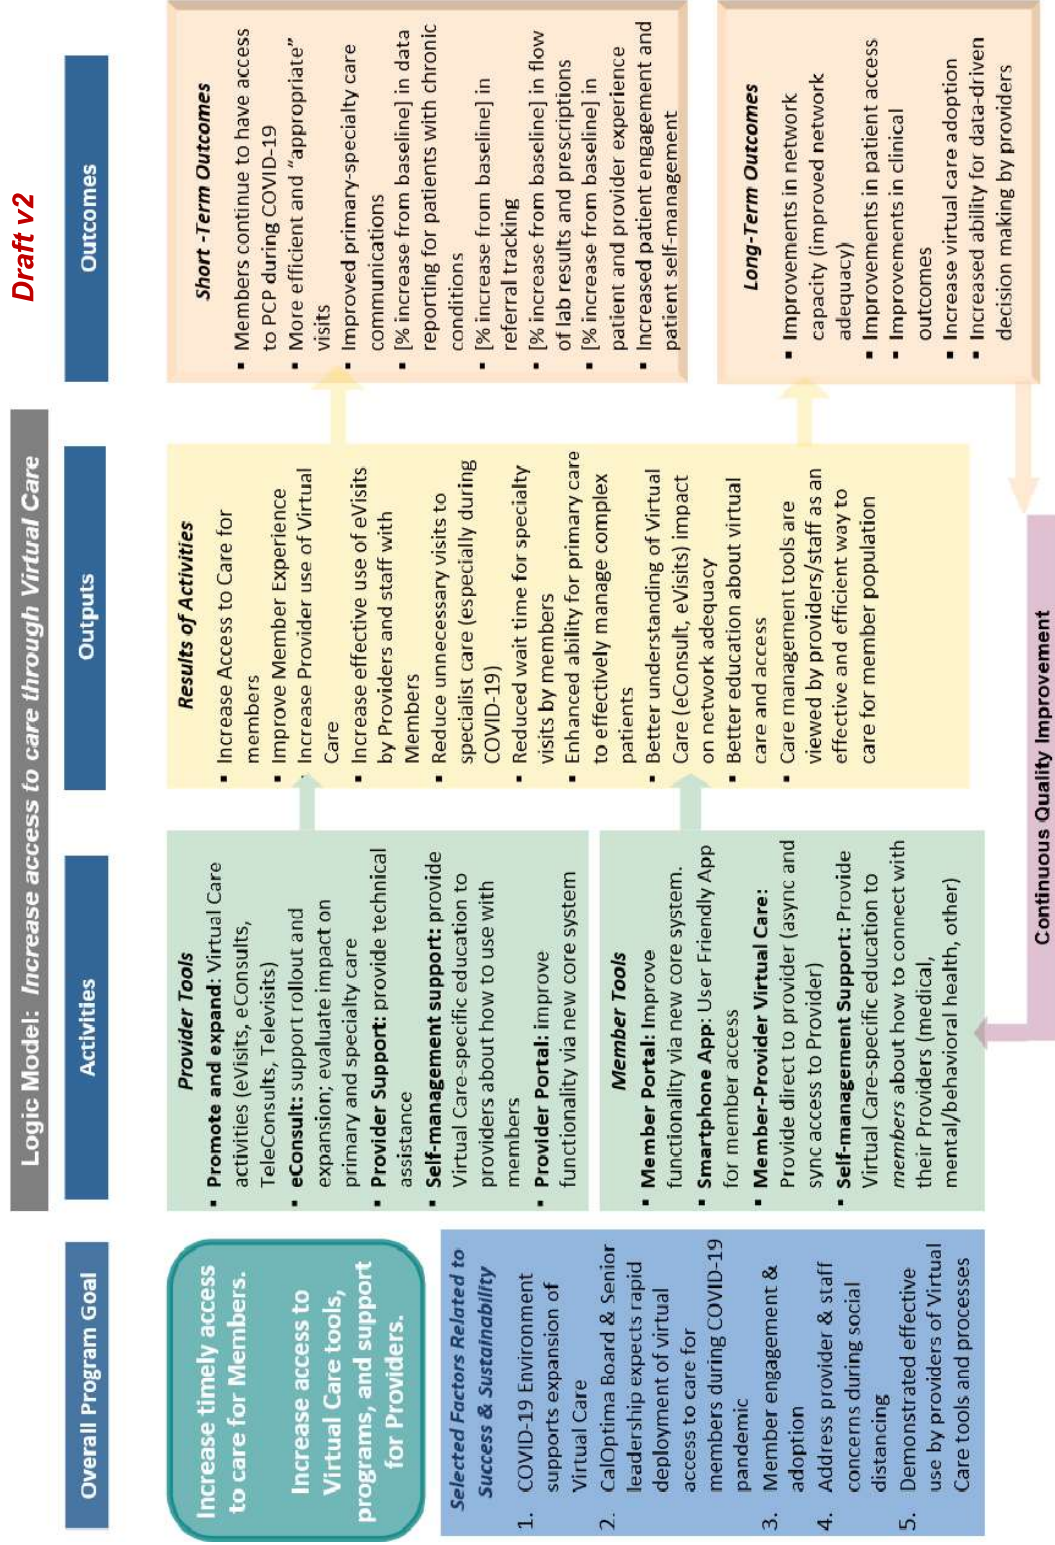 Draft v2
Logic Model: Increase access to care through Virtual Care
Overall Program Goal
Increase timely access
to care for Members.
Increase access to
Virtual Care tools,
programs, and support
for Providers.
Selected Factors Related to
Success & Sustainability
1. COVID-19 Environment
supports expansion of
Virtual Care
2. CalOptima Board & Senior
leadership expects rapid
deployment of virtual
access to care for
members during COVID-19
pandemic
3. Member engagement &
adoption
4. Address provider & staff
concerns during social
distancing
5. Demonstrated effective
use by providers of Virtual
Care tools and processes
Activities
Provider Tools
▪ Promote and expand: Virtual Care
activities (eVisits, eConsults,
TeleConsults, Televisits)
▪ eConsult: support rollout and
expansion; evaluate impact on
primary and specialty care
▪ Provider Support: provide technical
assistance
▪ Self-management support: provide
Virtual Care-specific education to
providers about how to use with
members
▪ Provider Portal: improve
functionality via new core system
Member Tools
▪ Member Portal: Improve
functionality via new core system.
▪ Smartphone App: User Friendly App
for member access
▪ Member-Provider Virtual Care:
Provide direct to provider (async and
sync access to Provider)
▪ Self-management Support: Provide
Virtual Care-specific education to
members about how to connect with
their Providers (medical,
mental/behavioral health, other)
Outputs
Results of Activities
▪ Increase Access to Care for
members
▪ Improve Member Experience
▪ Increase Provider use of Virtual
Care
▪ Increase effective use of eVisits
by Providers and staff with
Members
▪ Reduce unnecessary visits to
specialist care (especially during
COVID-19)
▪ Reduced wait time for specialty
visits by members
▪ Enhanced ability for primary care
to effectively manage complex
patients
▪ Better understanding of Virtual
Care (eConsult, eVisits) impact
on network adequacy
▪ Better education about virtual
care and access
▪ Care management tools are
viewed by providers/staff as an
effective and efficient way to
care for member population
Outcomes
Short -Term Outcomes
▪ Members continue to have access
to PCP during COVID-19
▪ More efficient and “appropriate”
visits
▪ Improved primary-specialty care
communications
▪ [% increase from baseline] in data
reporting for patients with chronic
conditions
▪ [% increase from baseline] in
referral tracking
▪ [% increase from baseline] in flow
of lab results and prescriptions
▪ [% increase from baseline] in
patient and provider experience
▪ Increased patient engagement and
patient self-management
Long-Term Outcomes
▪ Improvements in network
capacity (improved network
adequacy)
▪ Improvements in patient access
▪ Improvements in clinical
outcomes
▪ Increase virtual care adoption
▪ Increased ability for data-driven
decision making by providers
Continuous Quality Improvement